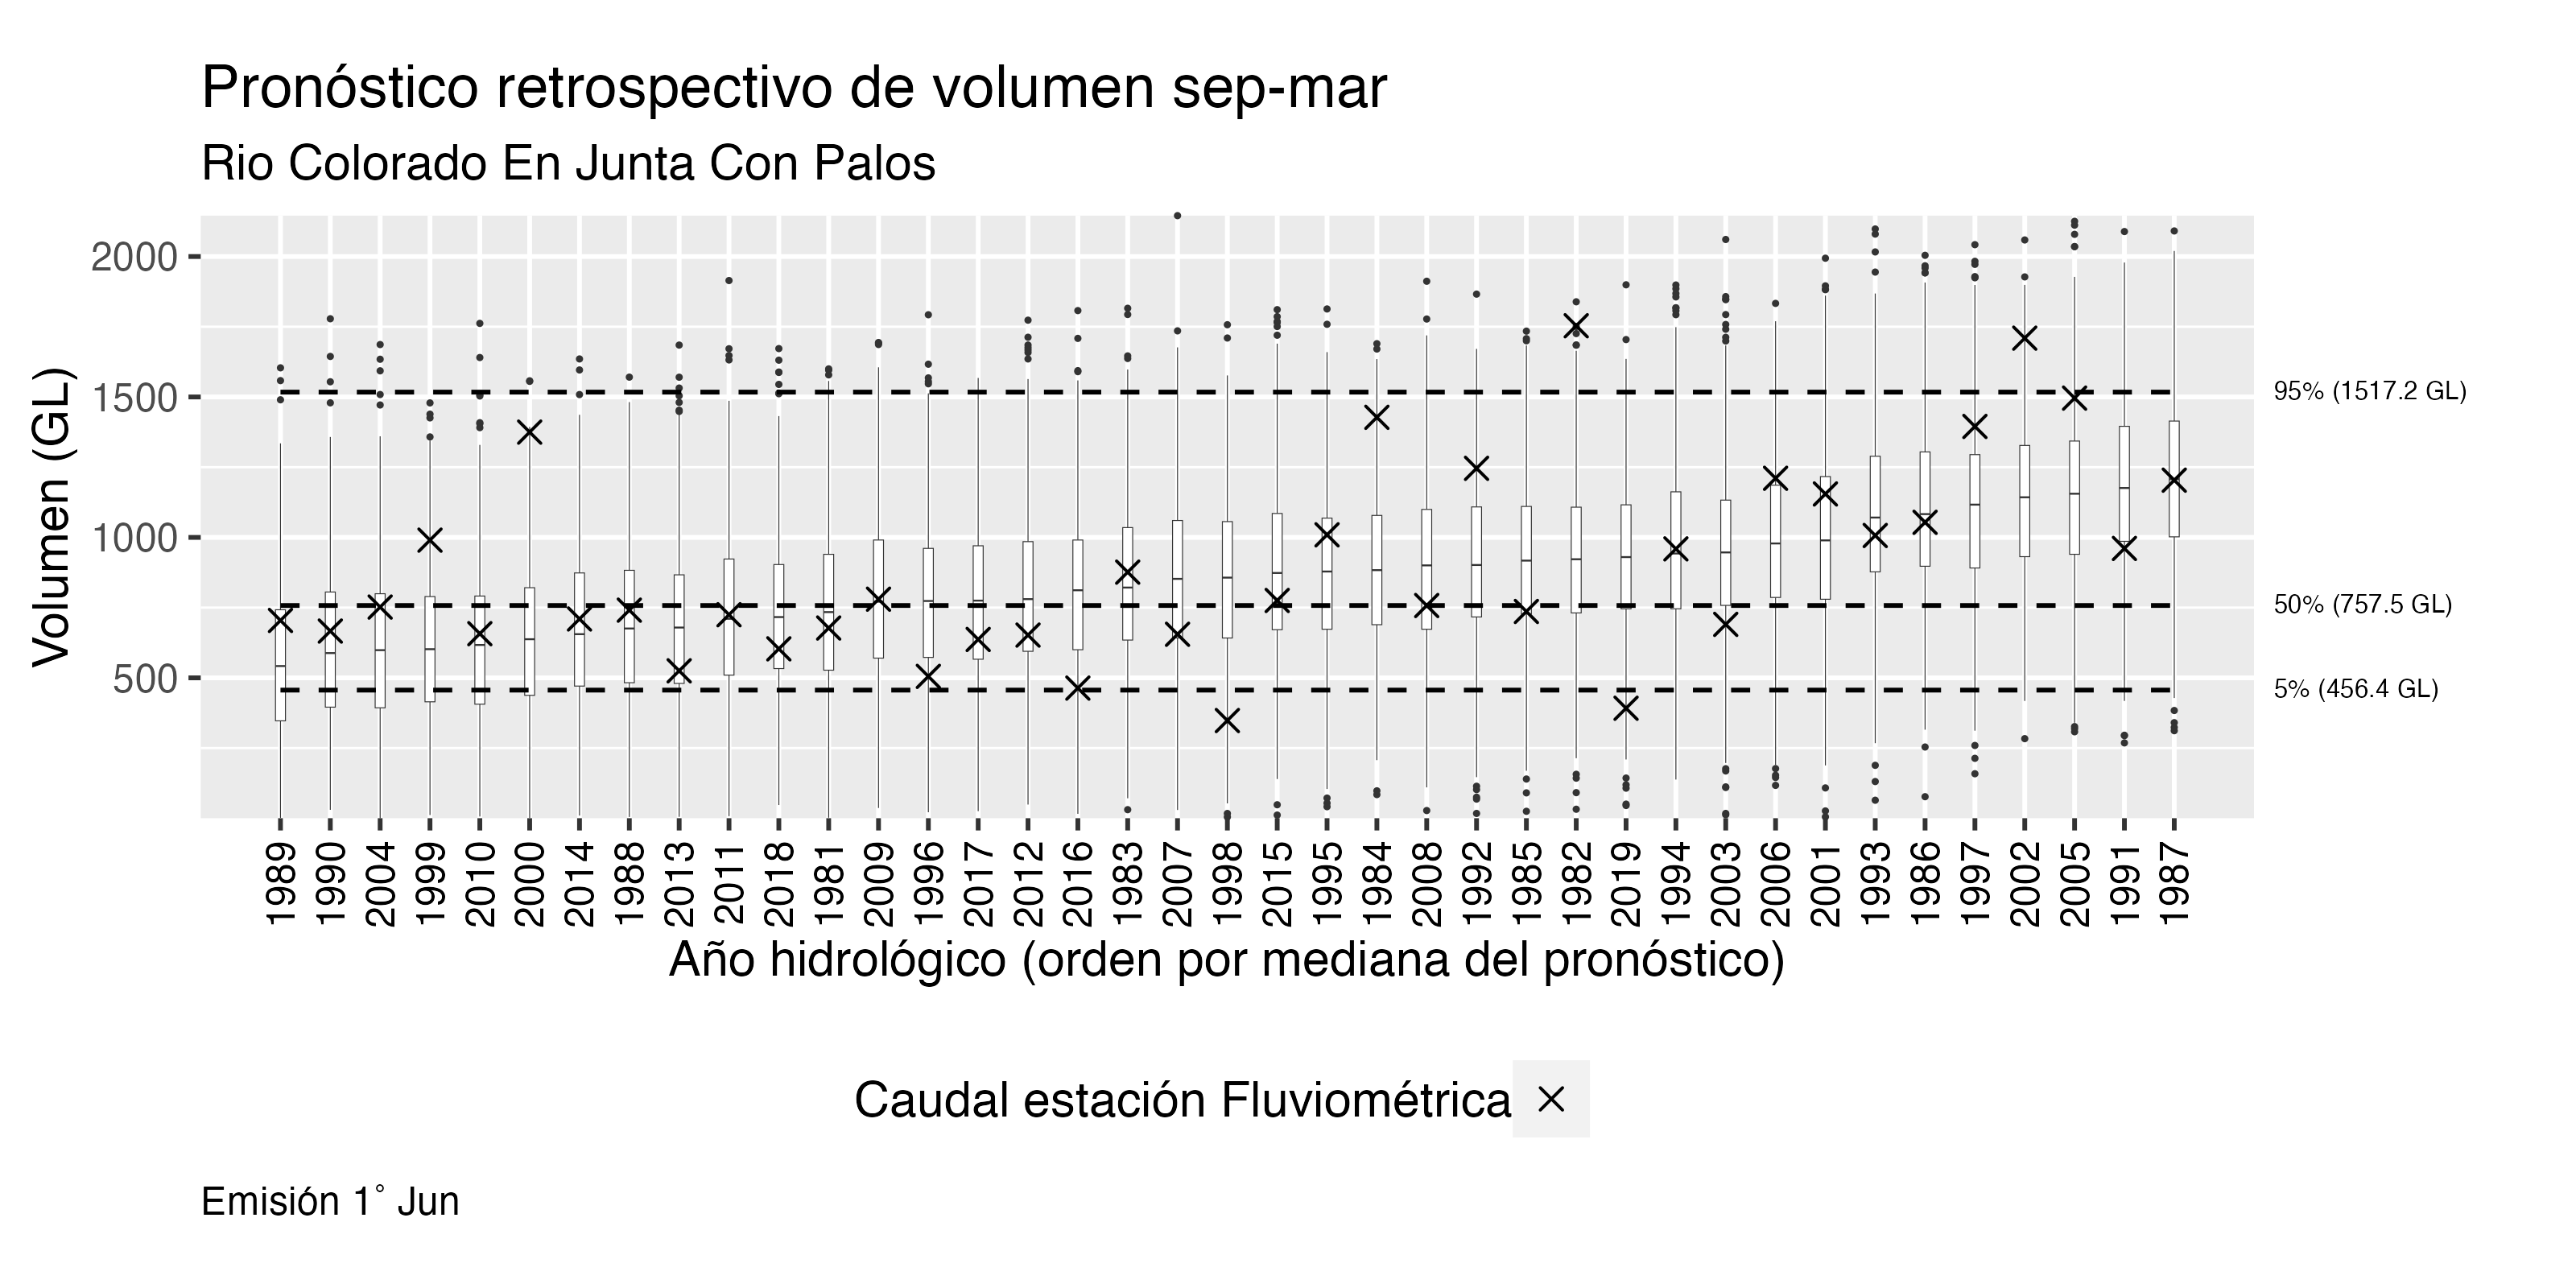 Pronóstico retrospectivo de volumen sep-mar
Rio Colorado En Junta Con Palos
Volumen (GL)
2000
1500
1000
500
95% (1517.2 GL)
50% (757.5 GL)
5% (456.4 GL)
1989 1990 2004 1999 2010 2000 2014 1988 2013 2011 2018 1981 2009 1996 2017 2012 2016 1983 2007 1998 2015 1995 1984 2008 1992 1985 1982 2019 1994 2003 2006 2001 1993 1986 1997 2002 2005 1991 1987
Año hidrológico (orden por mediana del pronóstico)
Caudal estación Fluviométrica
Emisión 1° Jun